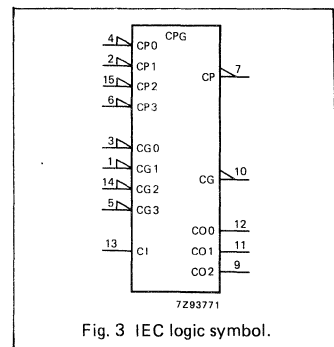 CPG
4 CP0
2 CP1
15 CP2
6 CP3
CP 7
3 CG0
1 CG1
14 CG2
5 CG3
CG 10
13 CI
CO0 12
CO1 11
CO2 9
7Z93771
Fig. 3 IEC logic symbol.